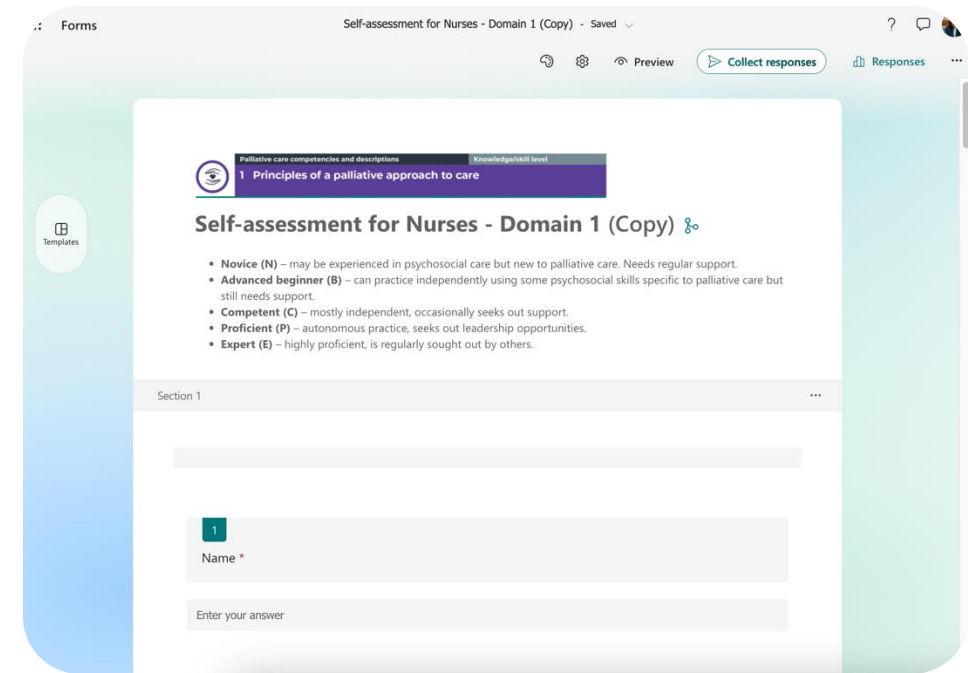 Forms
Self-assessment for Nurses - Domain 1 (Copy) - Saved
?
Preview
Collect responses
Responses
...
Palliative care competencies and descriptions
Knowledge/skill level
1 Principles of a palliative approach to care
Templates
Self-assessment for Nurses - Domain 1 (Copy)
• Novice (N) – may be experienced in psychosocial care but new to palliative care. Needs regular support.
• Advanced beginner (B) – can practice independently using some psychosocial skills specific to palliative care but
still needs support.
• Competent (C) – mostly independent, occasionally seeks out support.
• Proficient (P) – autonomous practice, seeks out leadership opportunities.
• Expert (E) – highly proficient, is regularly sought out by others.
Section 1
...
1
Name *
Enter your answer